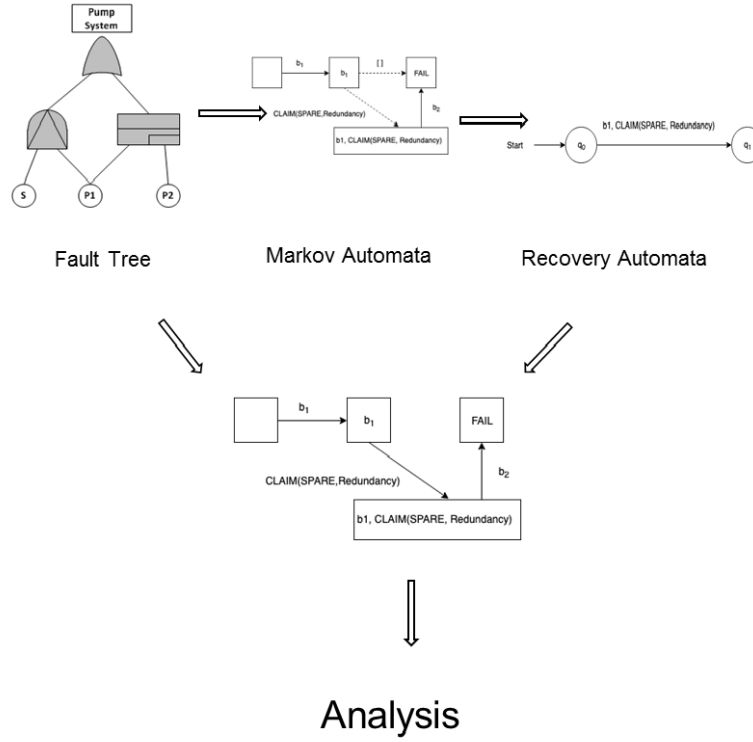 Pump
System
S
P1
P2
b₁
b₁
[ ]
FAIL
CLAIM(SPARE,Redundancy)
b₂
b1, CLAIM(SPARE, Redundancy)
Start
q₀
b1, CLAIM(SPARE, Redundancy)
q₁
Fault Tree
Markov Automata
Recovery Automata
b₁
b₁
FAIL
CLAIM(SPARE,Redundancy)
b₂
b1, CLAIM(SPARE, Redundancy)
Analysis